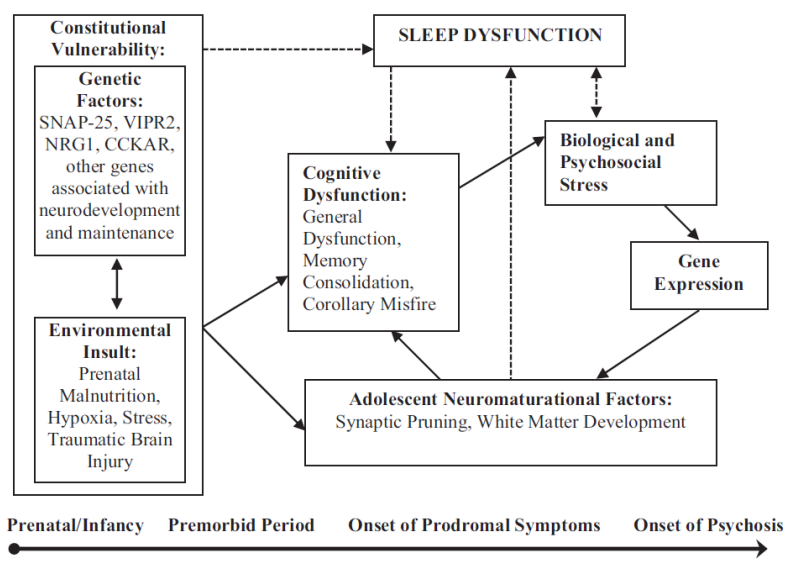 Constitutional
Vulnerability:
Genetic
Factors:
SNAP-25, VIPR2,
NRG1, CCKAR,
other genes
associated with
neurodevelopment
and maintenance
Environmental
Insult:
Prenatal
Malnutrition,
Hypoxia, Stress,
Traumatic Brain
Injury
SLEEP DYSFUNCTION
Cognitive
Dysfunction:
General
Dysfunction,
Memory
Consolidation,
Corollary Misfire
Biological and
Psychosocial
Stress
Gene
Expression
Adolescent Neuromaturational Factors:
Synaptic Pruning, White Matter Development
Prenatal/Infancy Premorbid Period Onset of Prodromal Symptoms Onset of Psychosis